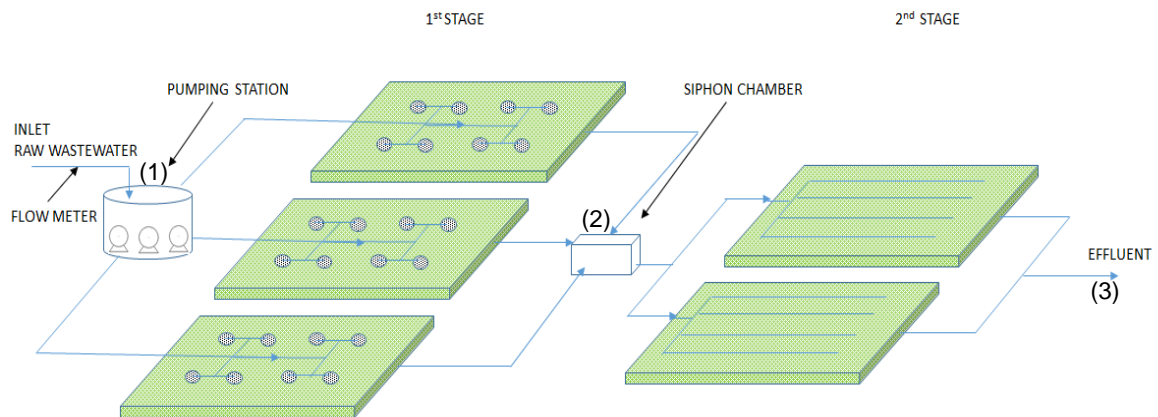 1st STAGE
2nd STAGE
PUMPING STATION
SIPHON CHAMBER
INLET
RAW WASTEWATER
(1)
FLOW METER
(2)
EFFLUENT
(3)